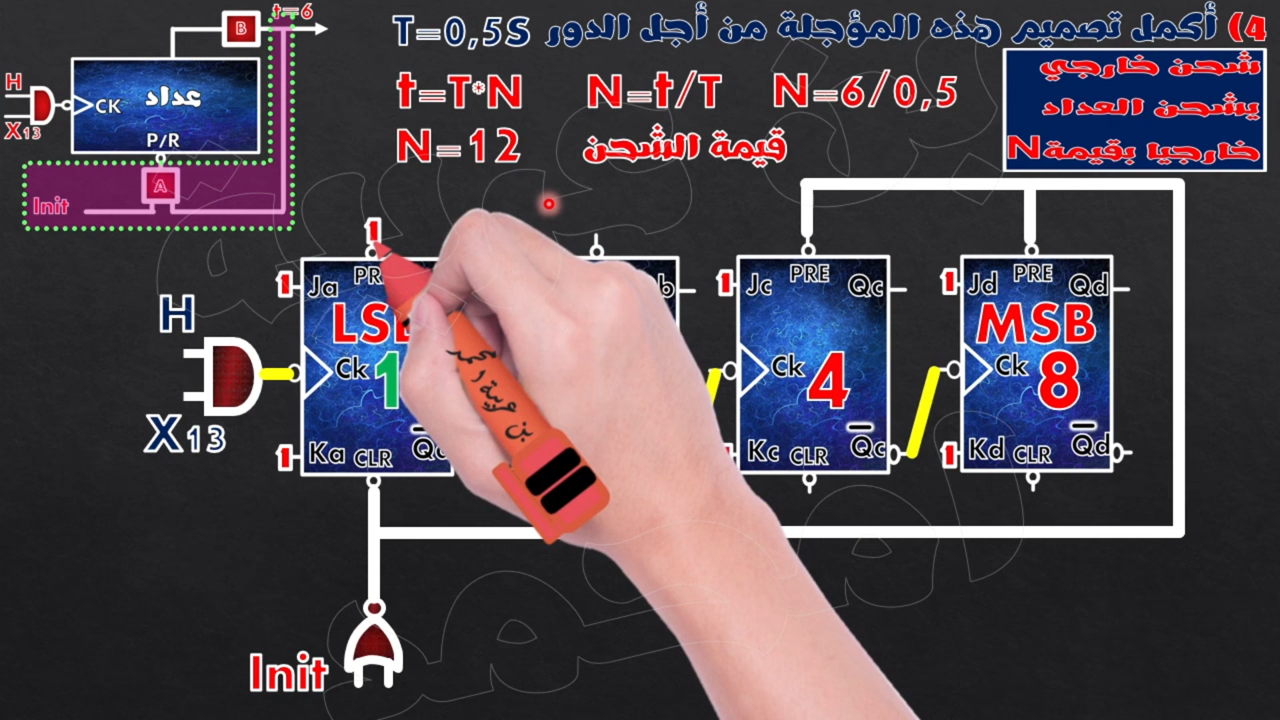 4) أكمل تصميم هذه المؤجلة من أجل الدور T=0,5S
شحن خارجي
يشحن العداد
خارجيا بقيمة N
t=T*N N=t/T N=6/0,5
N=12 قيمة الشحن
t=6
B
H
X13
CK
عداد
P/R
A
Init
1
1 Ja PR
LSB
Ck 1
1 Ka CLR
b
1 Jc PRE Qc
Ck 4
Kc CLR Qc
1 Jd PRE Qd
MSB
Ck 8
1 Kd CLR Qd
H
X13
Init